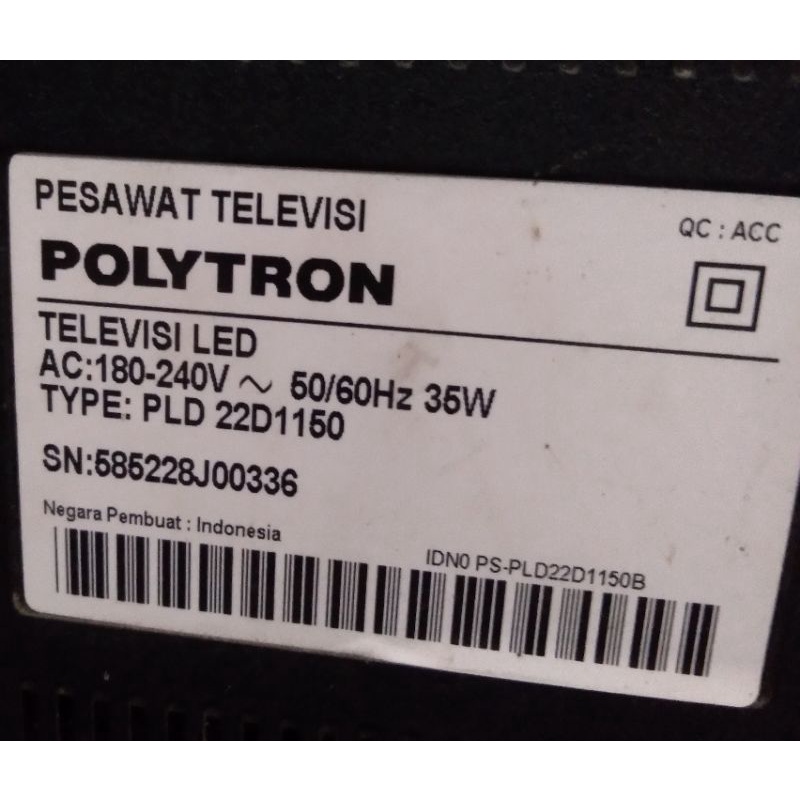 PESAWAT TELEVISI
QC : ACC
POLYTRON
TELEVISI LED
AC:180-240V ~ 50/60Hz 35W
TYPE: PLD 22D1150
SN:585228J00336
Negara Pembuat : Indonesia
IDN0 PS-PLD22D1150B